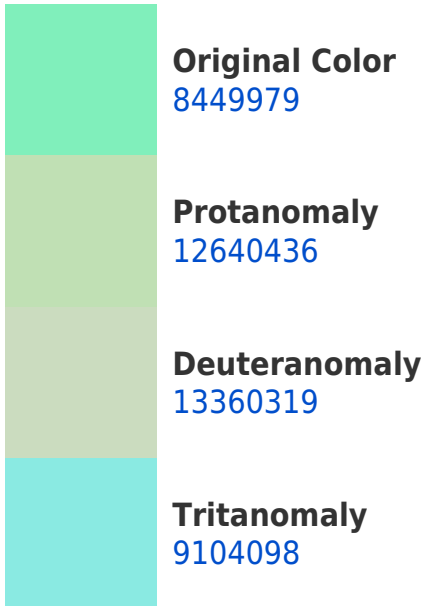 Original Color
8449979
Protanomaly
12640436
Deuteranomaly
13360319
Tritanomaly
9104098